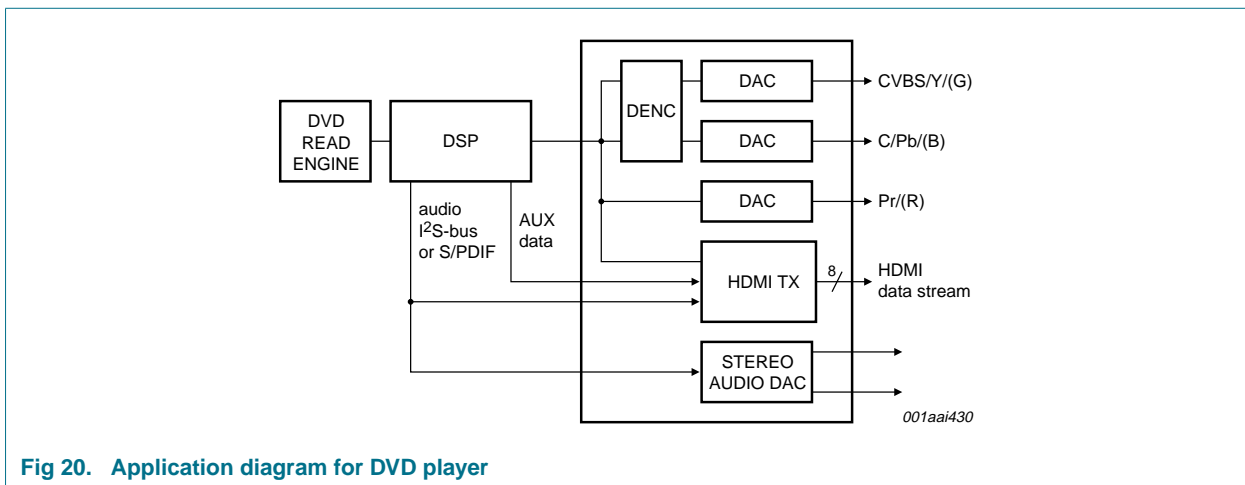 DVD
READ
ENGINE
DSP
audio
I2S-bus
or S/PDIF
AUX
data
DENC
DAC
CVBS/Y/(G)
DAC
C/Pb/(B)
DAC
Pr/(R)
HDMI TX
8
HDMI
data stream
STEREO
AUDIO DAC
001aai430
Fig 20. Application diagram for DVD player